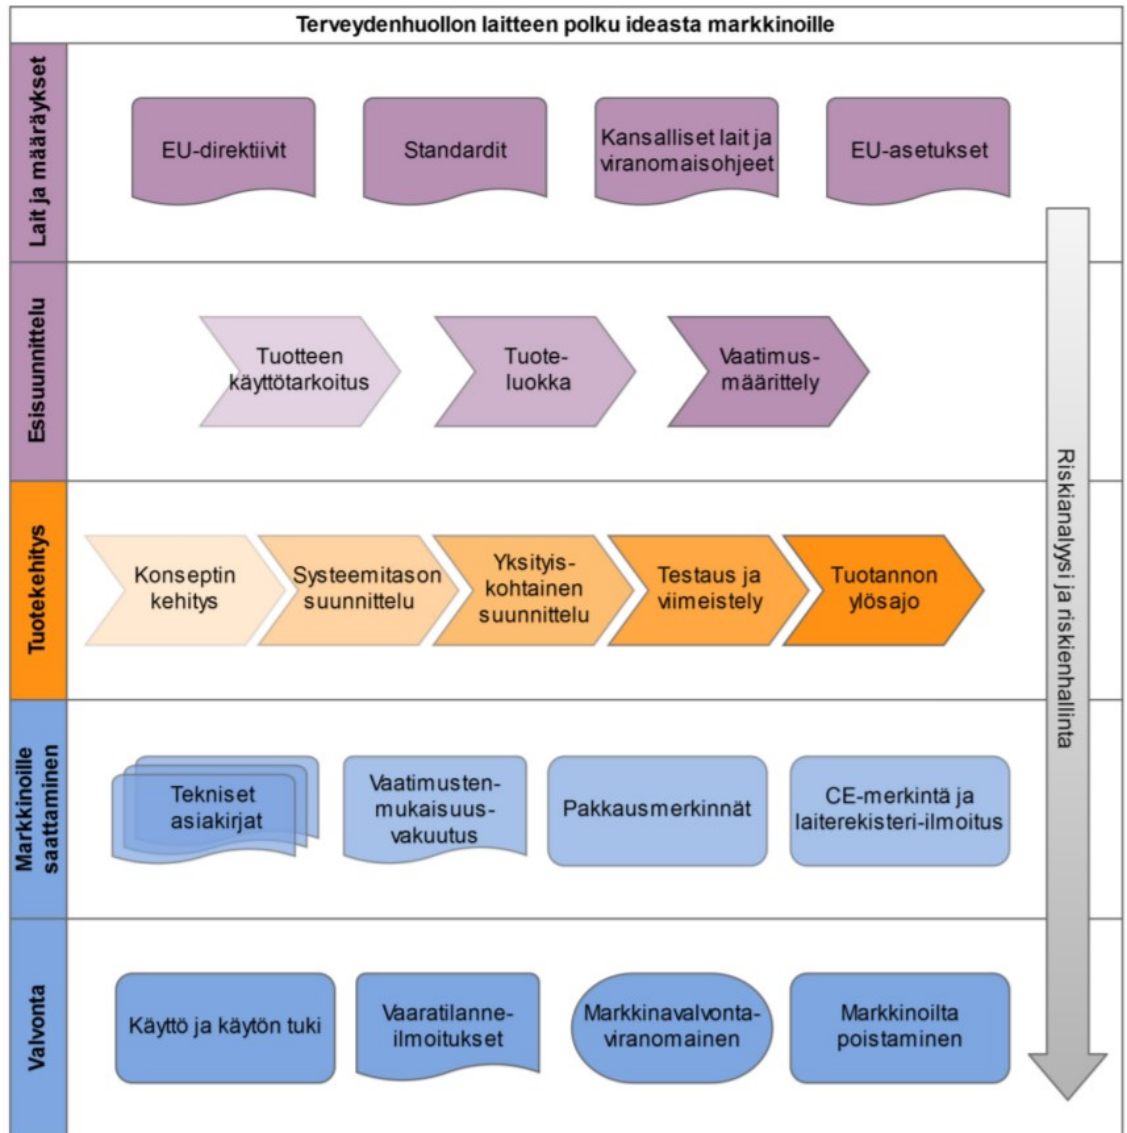 Terveydenhuollon laitteen polku ideasta markkinoille
Lait ja määräykset
EU-direktiivit
Standardit
Kansalliset lait ja
viranomaisohjeet
EU-asetukset
Esisuunnittelu
Tuotteen
käyttötarkoitus
Tuote-
luokka
Vaatimus-
määrittely
Riskianalyysi ja riskienhallinta
Tuotekehitys
Konseptin
kehitys
Systeemitason
suunnittelu
Yksityis-
kohtainen
suunnittelu
Testaus ja
viimeistely
Tuotannon
ylösajo
Markkinoille
saattaminen
Tekniset
asiakirjat
Vaatimusten-
mukaisuus-
vakuutus
Pakkausmerkinnät
CE-merkintä ja
laiterekisteri-ilmoitus
Valvonta
Käyttö ja käytön tuki
Vaaratilanne-
ilmoitukset
Markkinavalvonta-
viranomainen
Markkinoilta
poistaminen